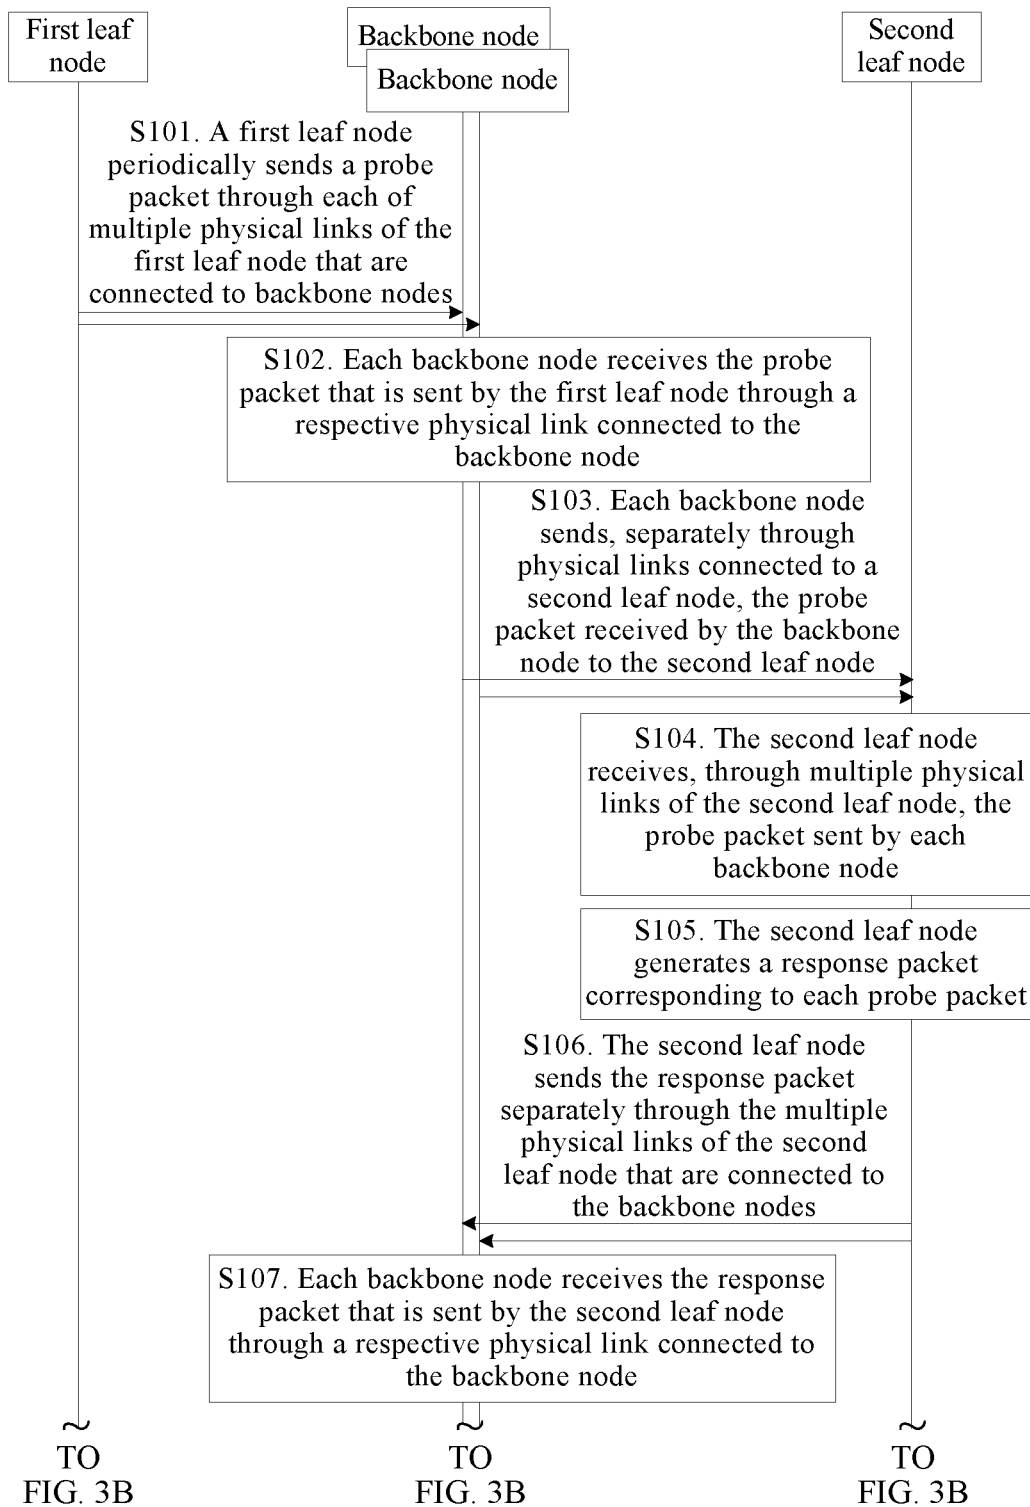 First leaf
node
Backbone node
Backbone node
Second
leaf node
S101. A first leaf node
periodically sends a probe
packet through each of
multiple physical links of the
first leaf node that are
connected to backbone nodes
S102. Each backbone node receives the probe
packet that is sent by the first leaf node through a
respective physical link connected to the
backbone node
S103. Each backbone node
sends, separately through
physical links connected to a
second leaf node, the probe
packet received by the backbone
node to the second leaf node
S104. The second leaf node
receives, through multiple physical
links of the second leaf node, the
probe packet sent by each
backbone node
S105. The second leaf node
generates a response packet
corresponding to each probe packet
S106. The second leaf node
sends the response packet
separately through the multiple
physical links of the second
leaf node that are connected to
the backbone nodes
S107. Each backbone node receives the response
packet that is sent by the second leaf node
through a respective physical link connected to
the backbone node
TO
FIG. 3B
TO
FIG. 3B
TO
FIG. 3B